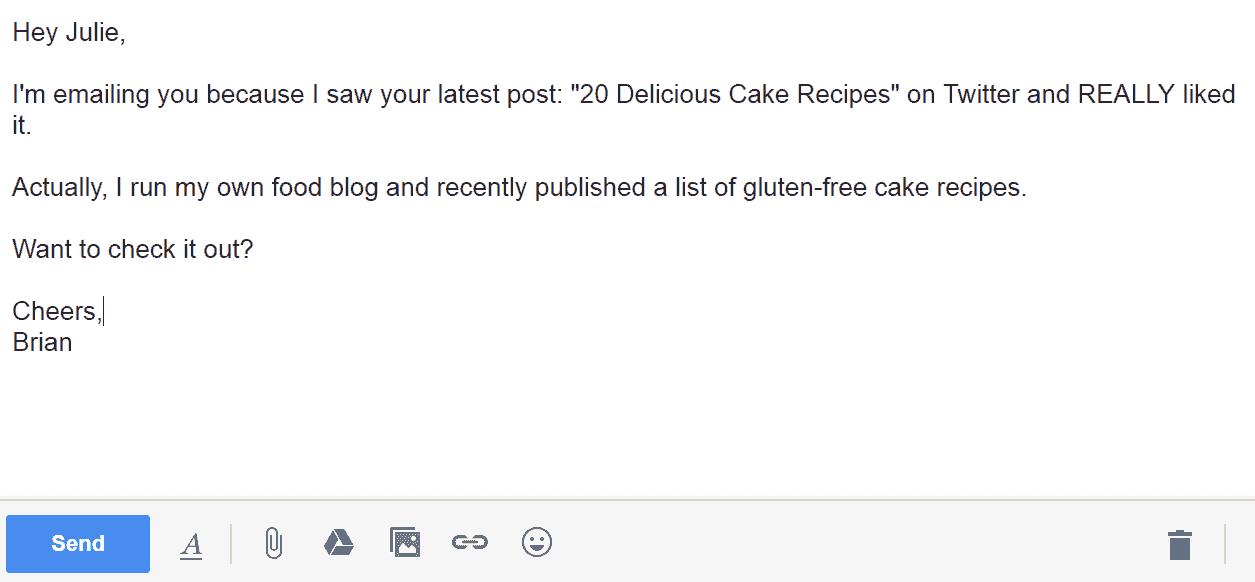 Hey Julie,
I'm emailing you because I saw your latest post: "20 Delicious Cake Recipes" on Twitter and REALLY liked
it.
Actually, I run my own food blog and recently published a list of gluten-free cake recipes.
Want to check it out?
Cheers,
Brian
Send
A